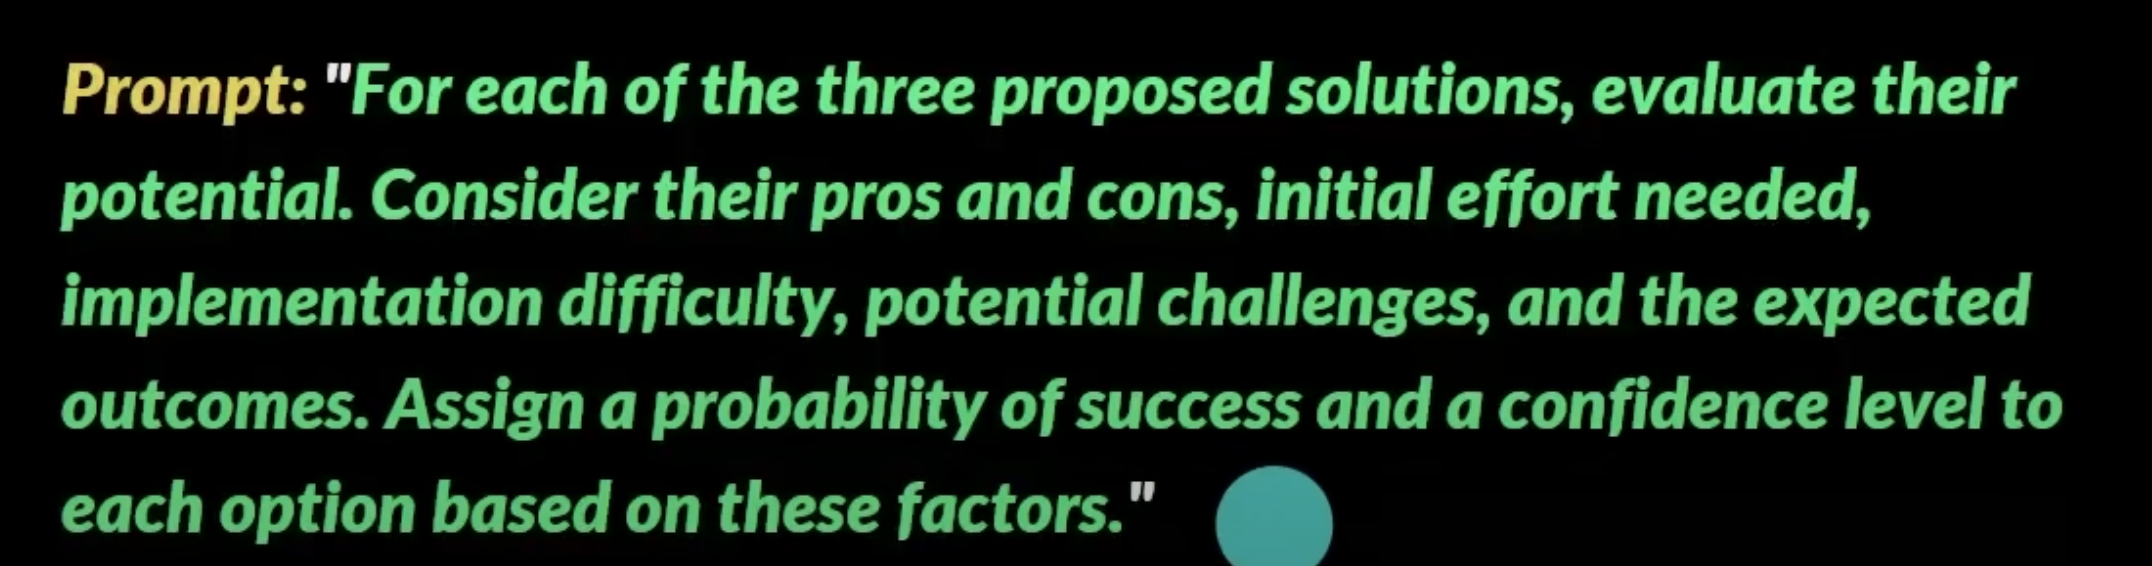 Prompt: "For each of the three proposed solutions, evaluate their
potential. Consider their pros and cons, initial effort needed,
implementation difficulty, potential challenges, and the expected
outcomes. Assign a probability of success and a confidence level to
each option based on these factors."